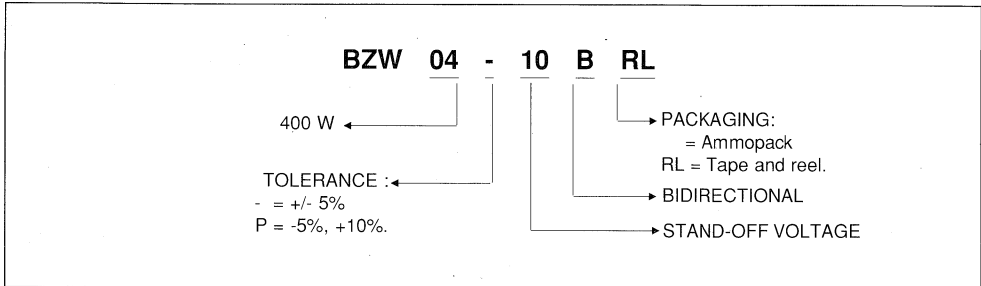 BZW 04 - 10 B RL
400 W
PACKAGING:
= Ammopack
RL = Tape and reel.
TOLERANCE :
- = +/- 5%
P = -5%, +10%.
BIDIRECTIONAL
STAND-OFF VOLTAGE